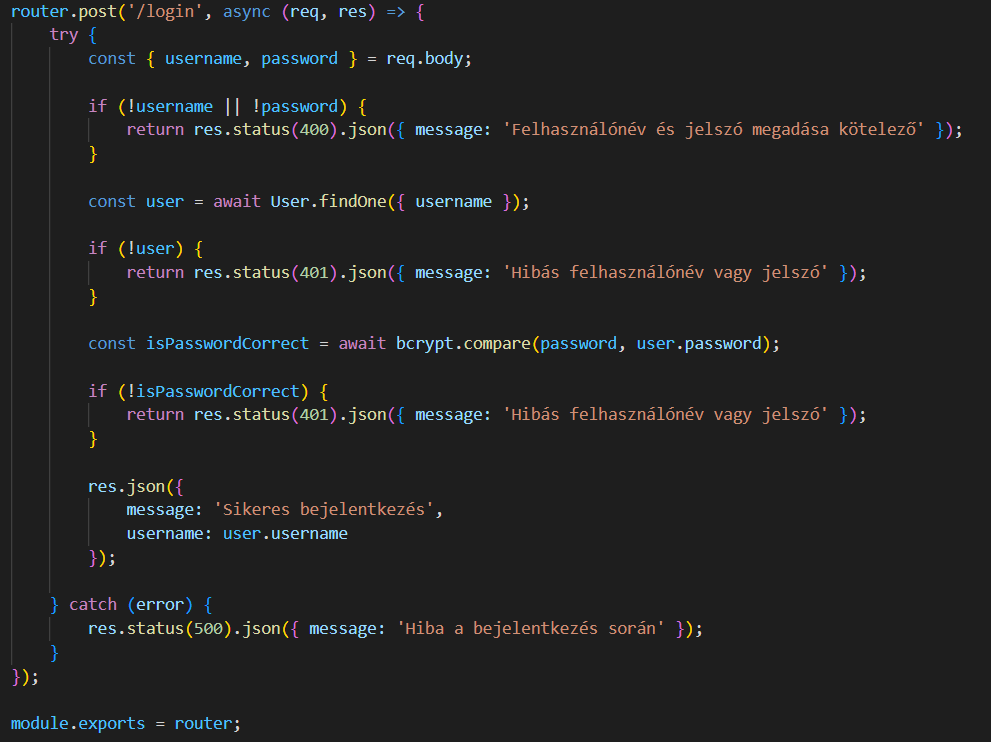 router.post('/login', async (req, res) => {
    try {
        const { username, password } = req.body;

        if (!username || !password) {
            return res.status(400).json({ message: 'Felhasználónév és jelszó megadása kötelező' });
        }

        const user = await User.findOne({ username });

        if (!user) {
            return res.status(401).json({ message: 'Hibás felhasználónév vagy jelszó' });
        }

        const isPasswordCorrect = await bcrypt.compare(password, user.password);

        if (!isPasswordCorrect) {
            return res.status(401).json({ message: 'Hibás felhasználónév vagy jelszó' });
        }

        res.json({
            message: 'Sikeres bejelentkezés',
            username: user.username
        });

    } catch (error) {
        res.status(500).json({ message: 'Hiba a bejelentkezés során' });
    }
});

module.exports = router;